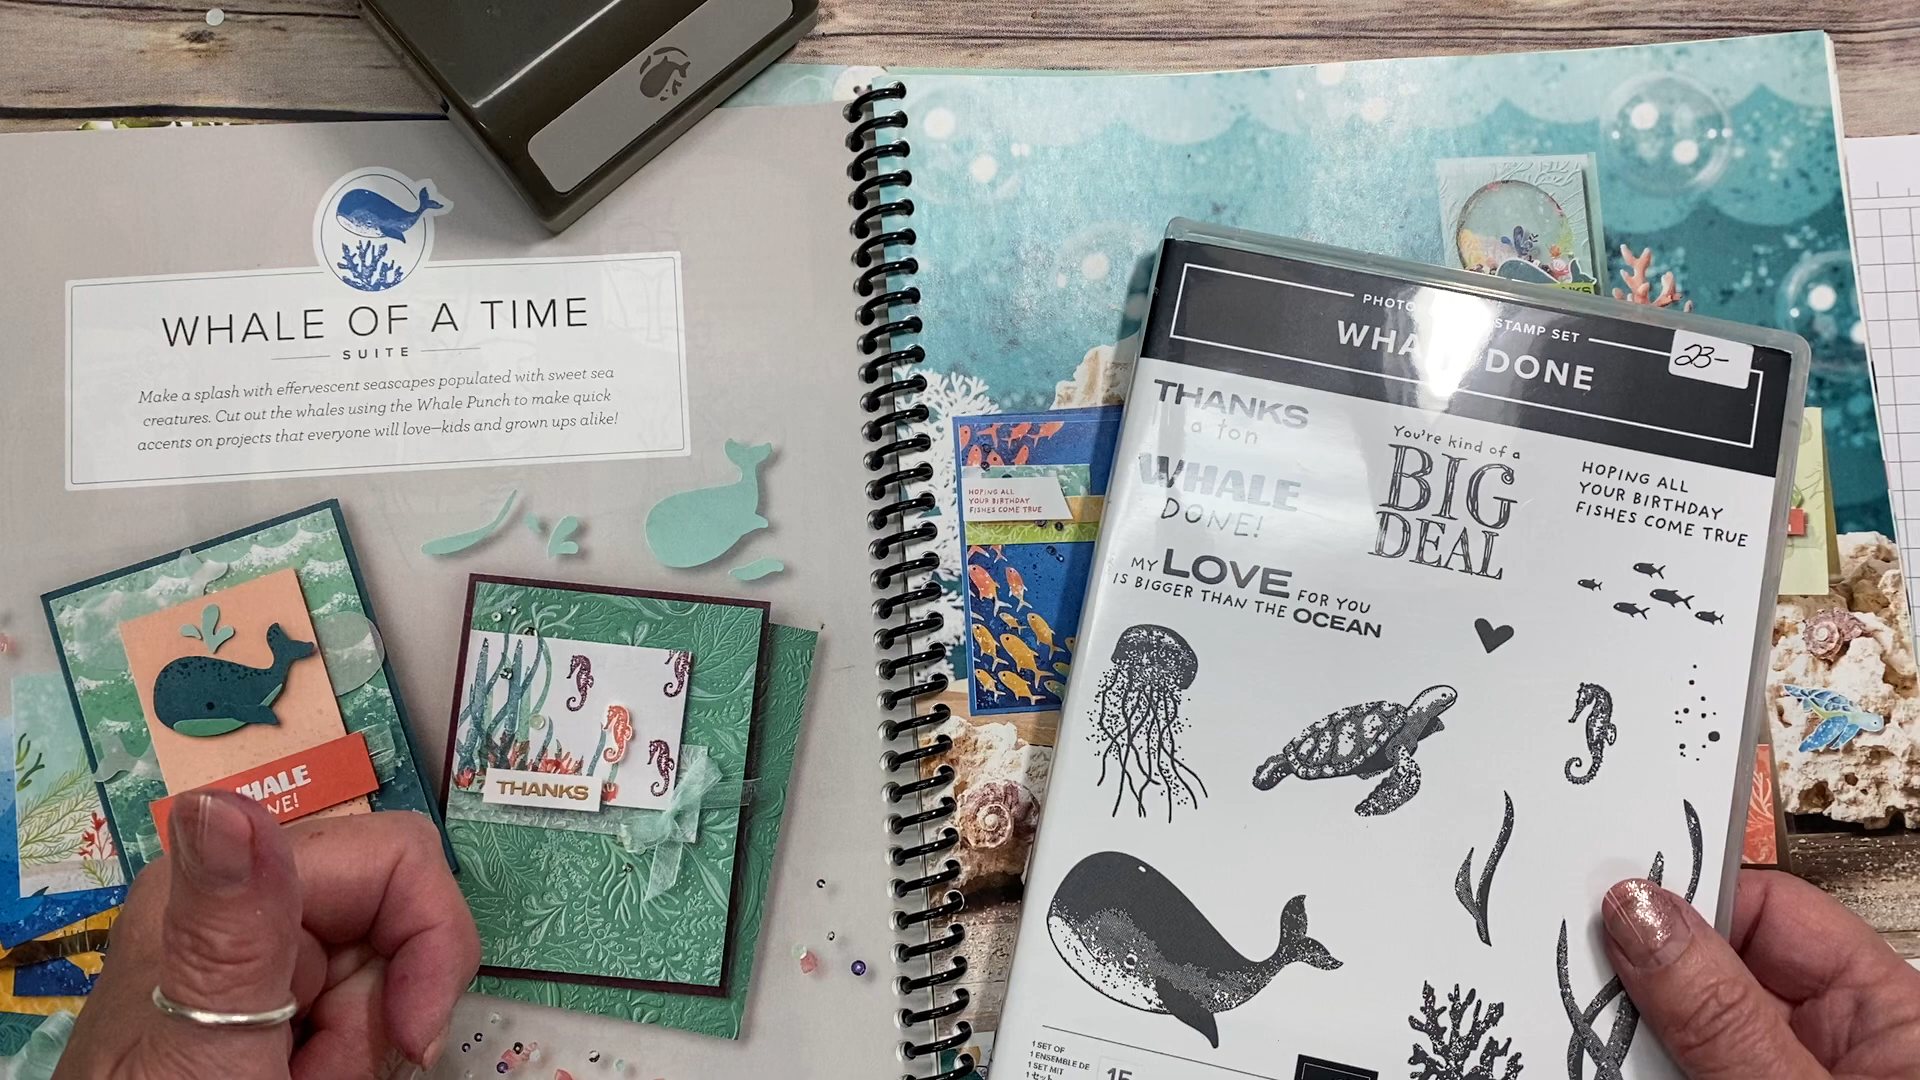 WHALE OF A TIME
SUITE
Make a splash with effervescent seascapes populated with sweet sea
creatures. Cut out the whales using the Whale Punch to make quick
accents on projects that everyone will love—kids and grown ups alike!
THANKS
HOPING ALL
YOUR BIRTHDAY
FISHES COME TRUE
STAMP SET
DONE
23-
THANKS
a ton
WHALE
DONE!
You're kind of a
BIG
DEAL
HOPING ALL
YOUR BIRTHDAY
FISHES COME TRUE
MY LOVE FOR YOU
IS BIGGER THAN THE OCEAN
1 SET OF
1 ENSEMBLE DE
1 SET MIT
15